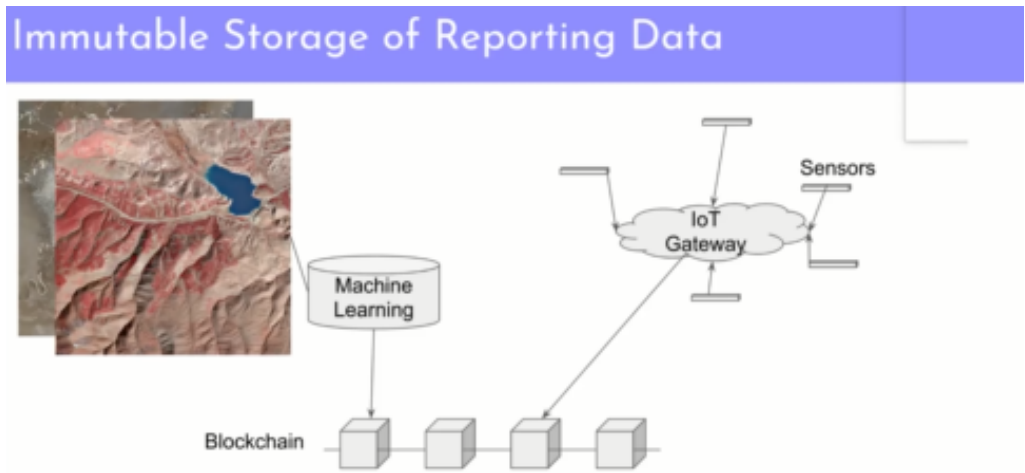 Immutable Storage of Reporting Data
Sensors
IoT
Gateway
Machine
Learning
Blockchain